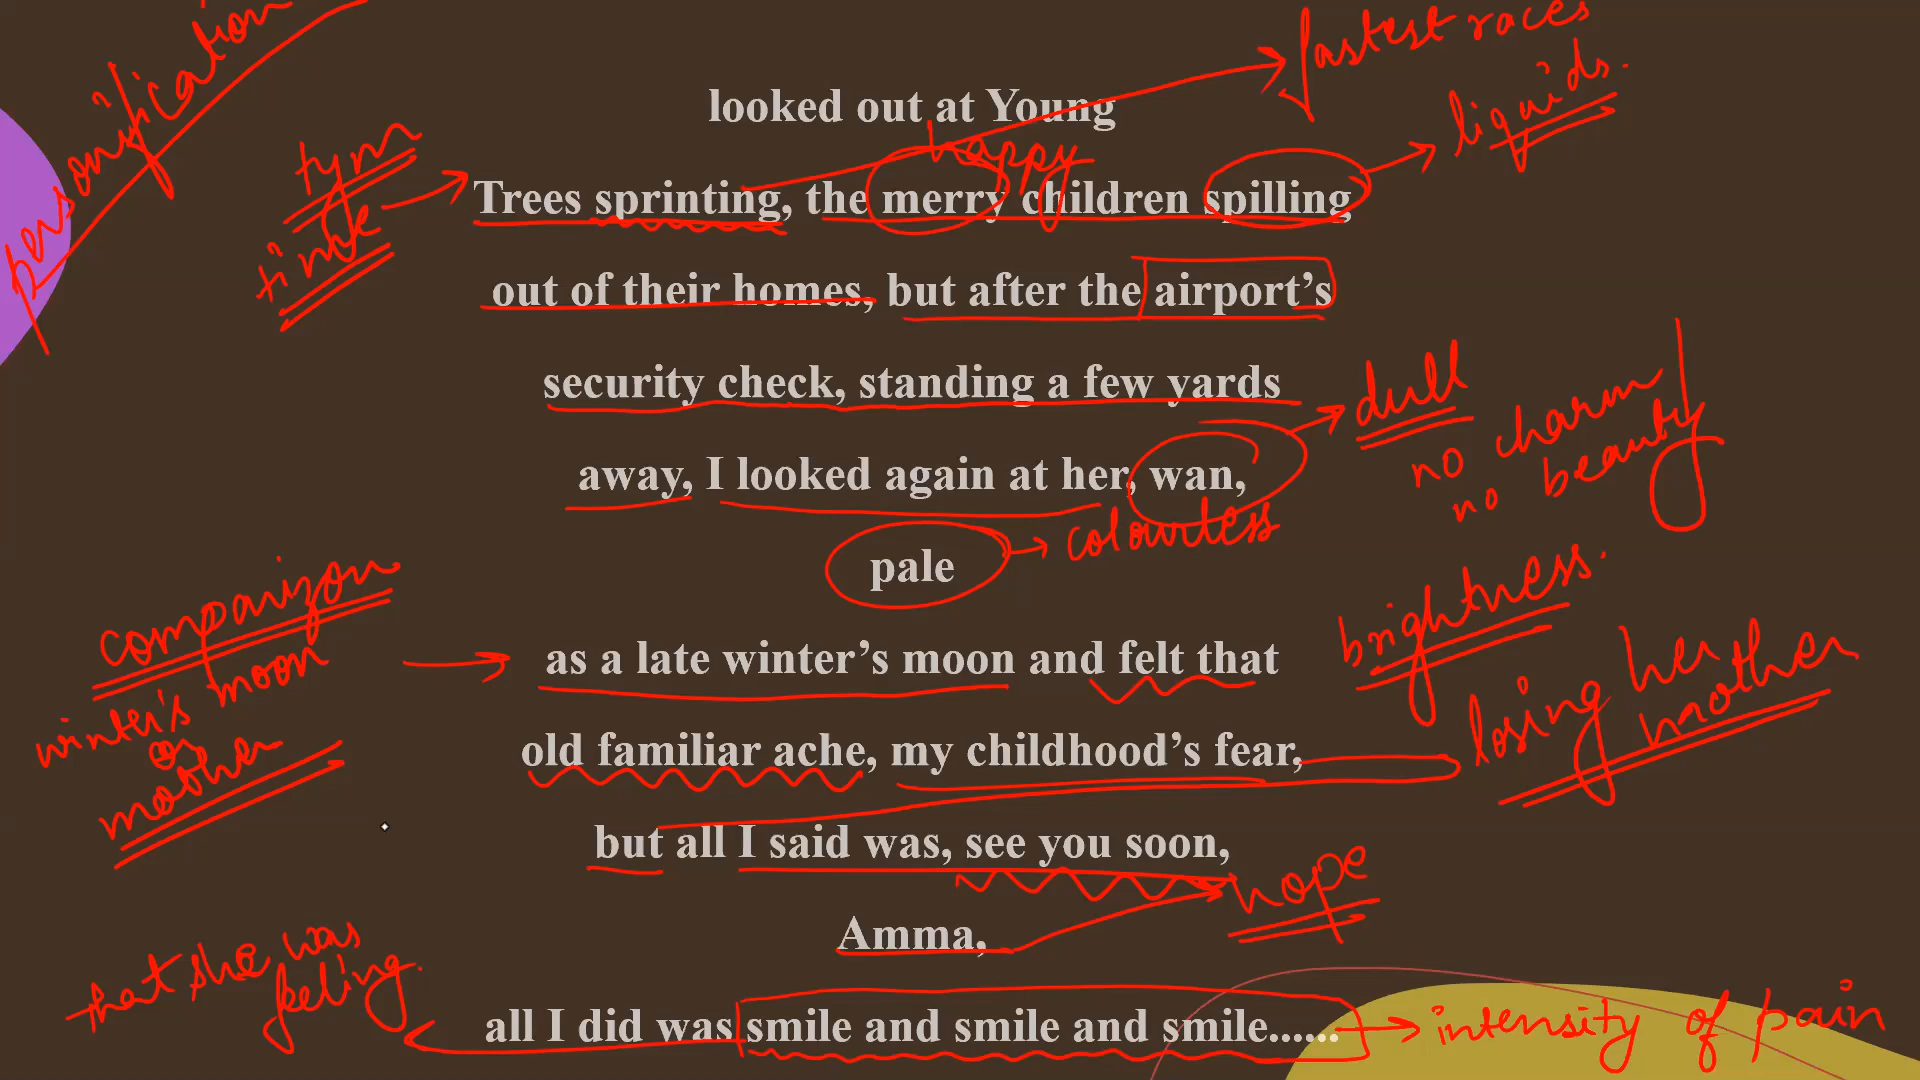 personification
fastest races
liquids.
looked out at Young
happy
tym
time
Trees sprinting, the merry children spilling
out of their homes, but after the airport’s
security check, standing a few yards
dull
no charm
no beauty
away, I looked again at her, wan,
colourless
pale
brightness.
comparizon
winter's moon
mother
as a late winter’s moon and felt that
losing her
mother
old familiar ache, my childhood’s fear,
but all I said was, see you soon,
hope
Amma,
that she was
feeling.
all I did was smile and smile and smile......
intensity of pain